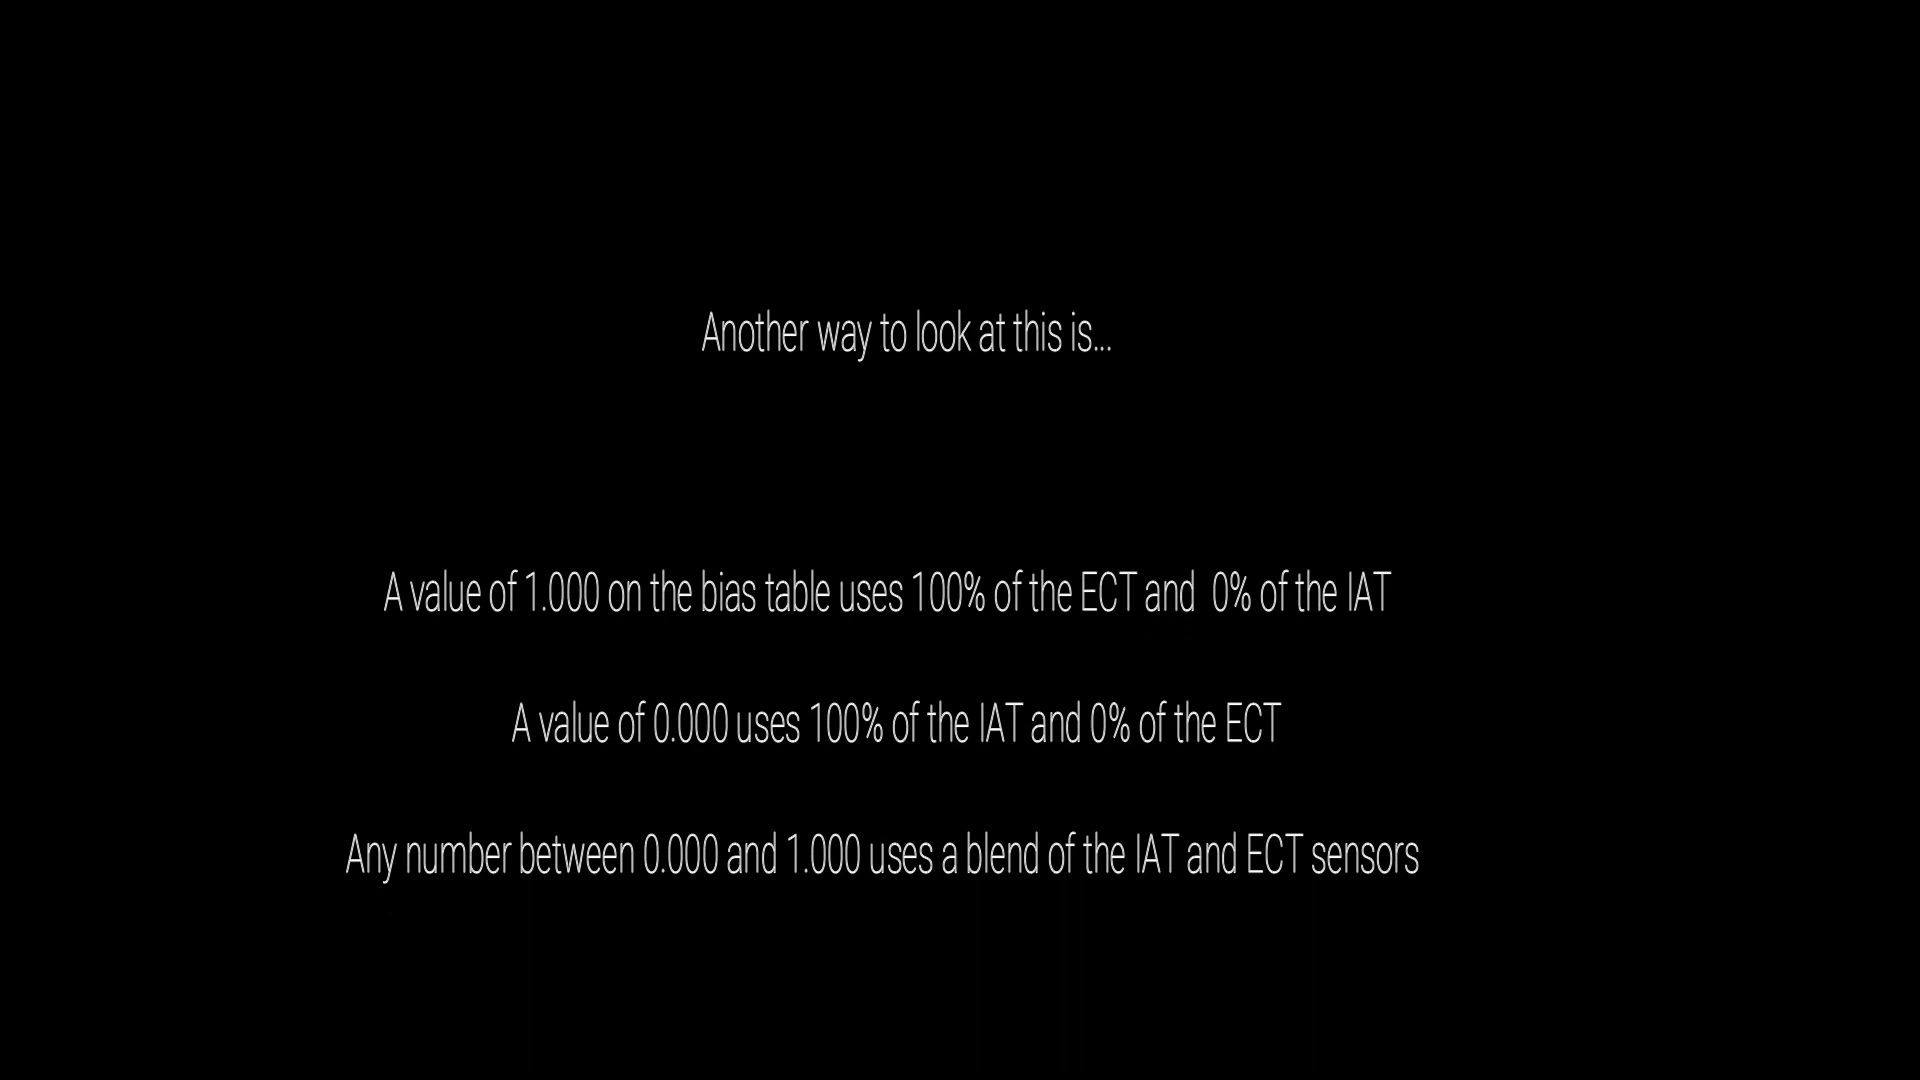 Another way to look at this is...
A value of 1.000 on the bias table uses 100% of the ECT and  0% of the IAT
A value of 0.000 uses 100% of the IAT and 0% of the ECT
Any number between 0.000 and 1.000 uses a blend of the IAT and ECT sensors